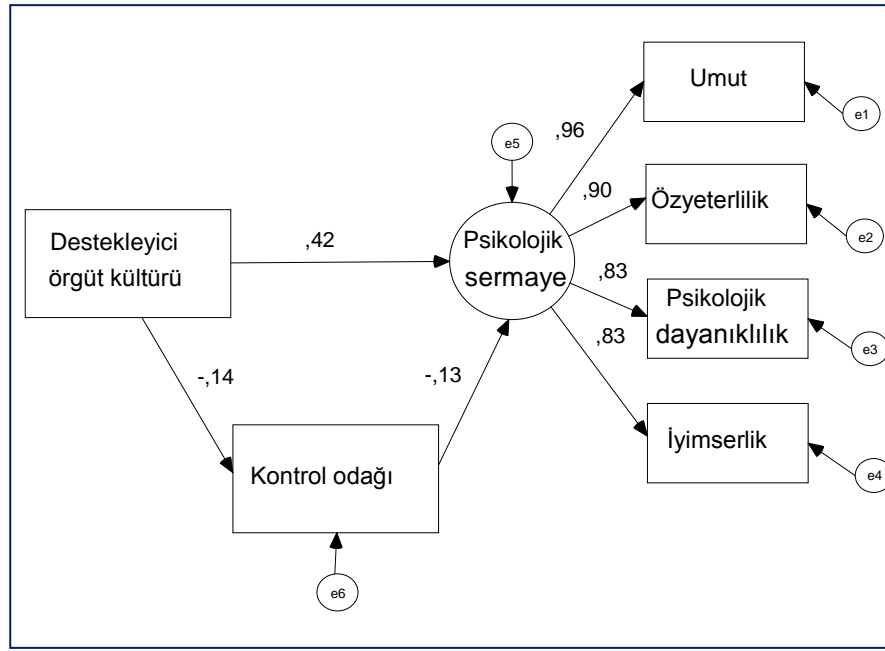 Umut
e1
e5
,96
,90
Özyeterlilik
e2
Destekleyici
örgüt kültürü
,42
Psikolojik
sermaye
,83
Psikolojik
dayanıklılık
e3
,83
-,14
-,13
İyimserlik
e4
Kontrol odağı
e6